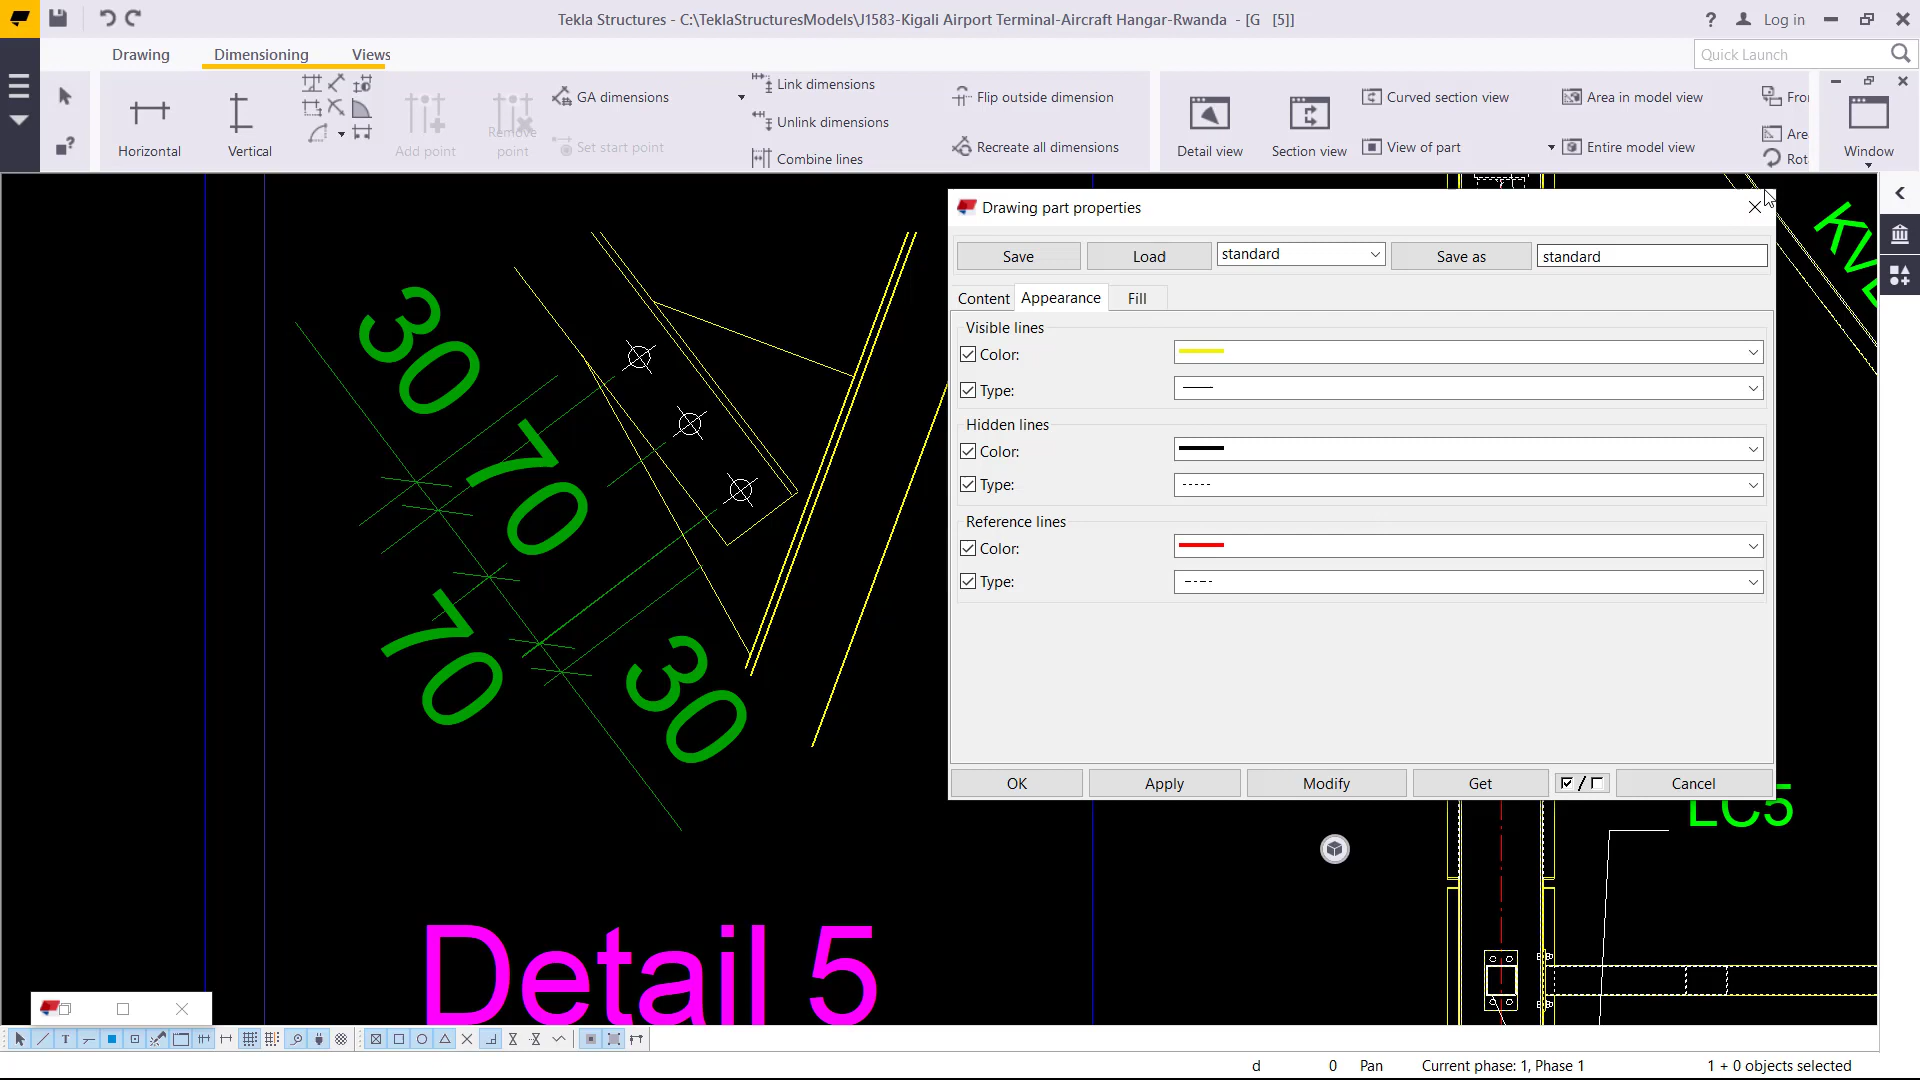 Tekla Structures - C:\TeklaStructuresModels\J1583-Kigali Airport Terminal-Aircraft Hangar-Rwanda - [G [5]]
? Log in
Drawing Dimensioning Views
Quick Launch
Horizontal
Vertical
Add point
Remove point
GA dimensions
Set start point
Link dimensions
Unlink dimensions
Combine lines
Flip outside dimension
Recreate all dimensions
Detail view
Section view
Curved section view
View of part
Area in model view
Entire model view
Fro
Are
Rot
Window
Drawing part properties
Save Load standard Save as standard
Content Appearance Fill
Visible lines
Color:
Type:
Hidden lines
Color:
Type:
Reference lines
Color:
Type:
OK Apply Modify Get Cancel
30
70
70
30
Detail 5
LC5
d 0 Pan Current phase: 1, Phase 1 1 + 0 objects selected